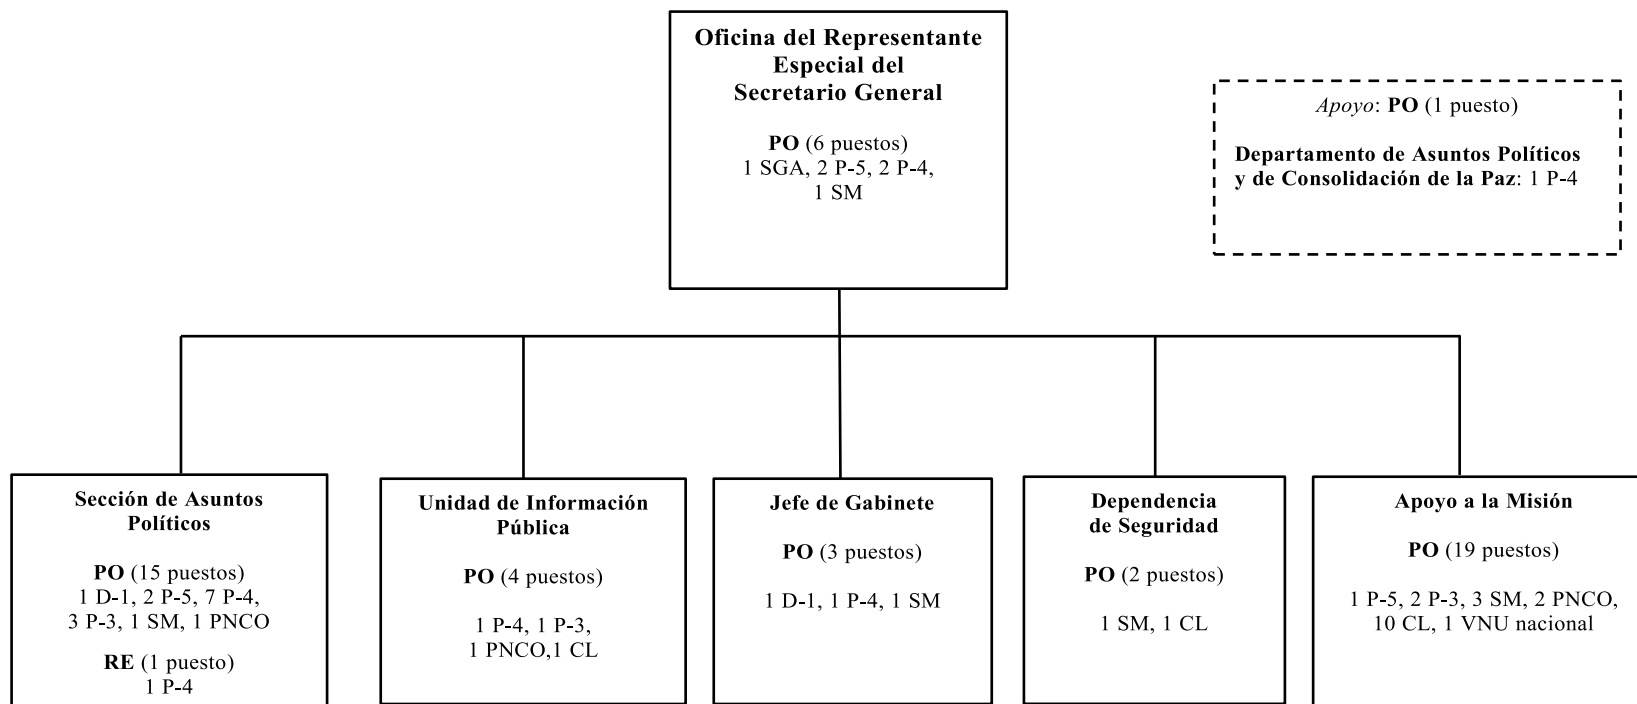 Oficina del Representante
Especial del
Secretario General
PO (6 puestos)
1 SGA, 2 P-5, 2 P-4,
1 SM
Apoyo: PO (1 puesto)
Departamento de Asuntos Políticos
y de Consolidación de la Paz: 1 P-4
Sección de Asuntos
Políticos
PO (15 puestos)
1 D-1, 2 P-5, 7 P-4,
3 P-3, 1 SM, 1 PNCO
RE (1 puesto)
1 P-4
Unidad de Información
Pública
PO (4 puestos)
1 P-4, 1 P-3,
1 PNCO,1 CL
Jefe de Gabinete
PO (3 puestos)
1 D-1, 1 P-4, 1 SM
Dependencia
de Seguridad
PO (2 puestos)
1 SM, 1 CL
Apoyo a la Misión
PO (19 puestos)
1 P-5, 2 P-3, 3 SM, 2 PNCO,
10 CL, 1 VNU nacional